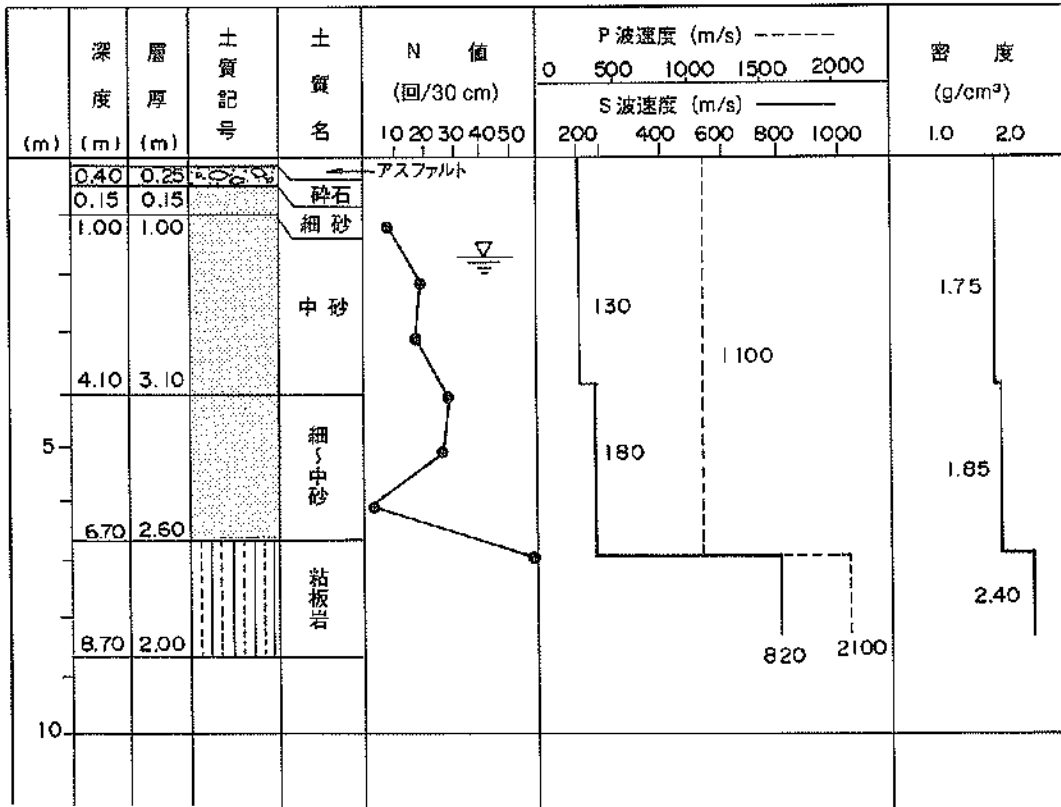 (m)
深度
(m)
層厚
(m)
土質記号
土質名
N 値
(回/30 cm)
10 20 30 40 50
P波速度 (m/s)
0 500 1000 1500 2000
S波速度 (m/s)
200 400 600 800 1000
密度
(g/cm³)
1.0 2.0
0.40 0.25
アスファルト
0.15 0.15
砕石
1.00 1.00
細砂
中砂
4.10 3.10
5
細~中砂
6.70 2.60
粘板岩
8.70 2.00
10
130
1100
180
820
2100
1.75
1.85
2.40